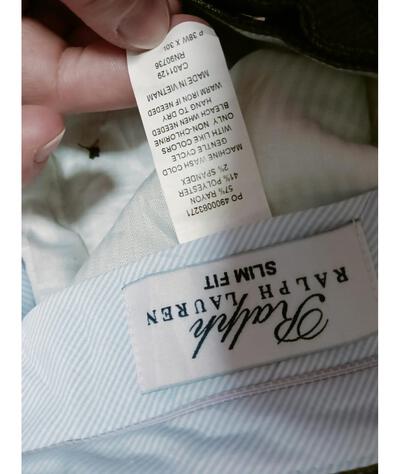 PO 4900083271
57% RAYON
41% POLYESTER
2% SPANDEX
MACHINE WASH COLD
GENTLE CYCLE
WITH LIKE COLORS
ONLY NON-CHLORINE
BLEACH WHEN NEEDED
HANG TO DRY
WARM IRON IF NEEDED
MADE IN VIETNAM
CA01129
RN90736
P 38W X 30L
Ralph
RALPH LAUREN
SLIM FIT